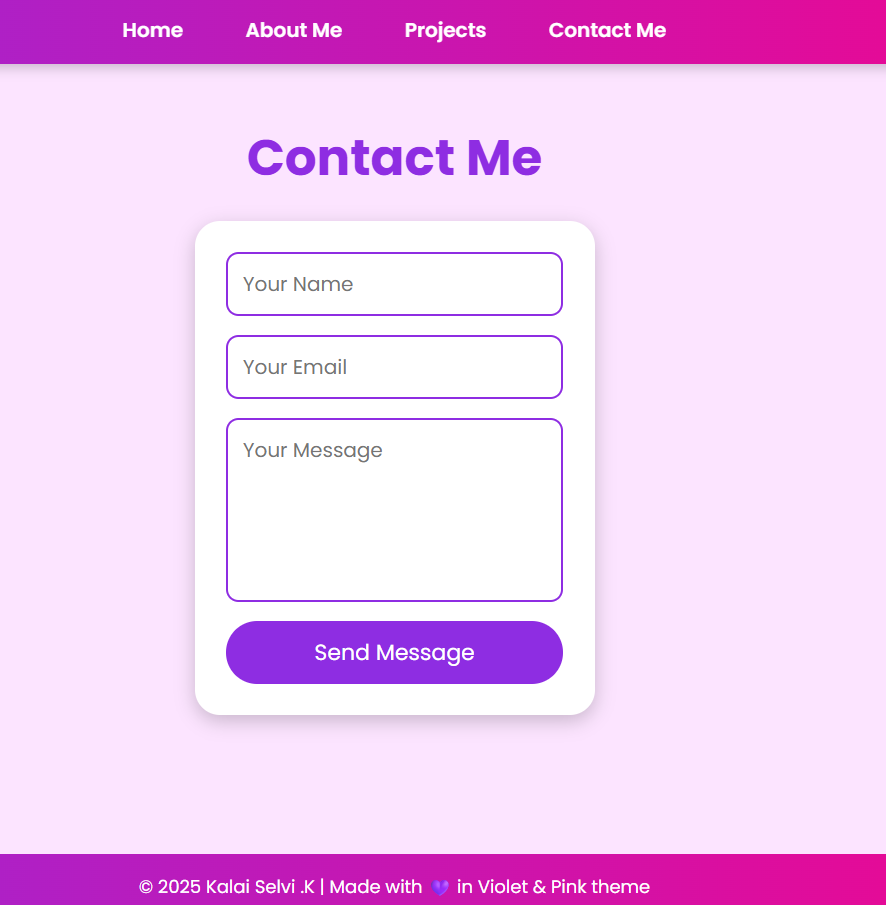 Home About Me Projects Contact Me
Contact Me
Your Name
Your Email
Your Message
Send Message
© 2025 Kalai Selvi .K | Made with 💜 in Violet & Pink theme